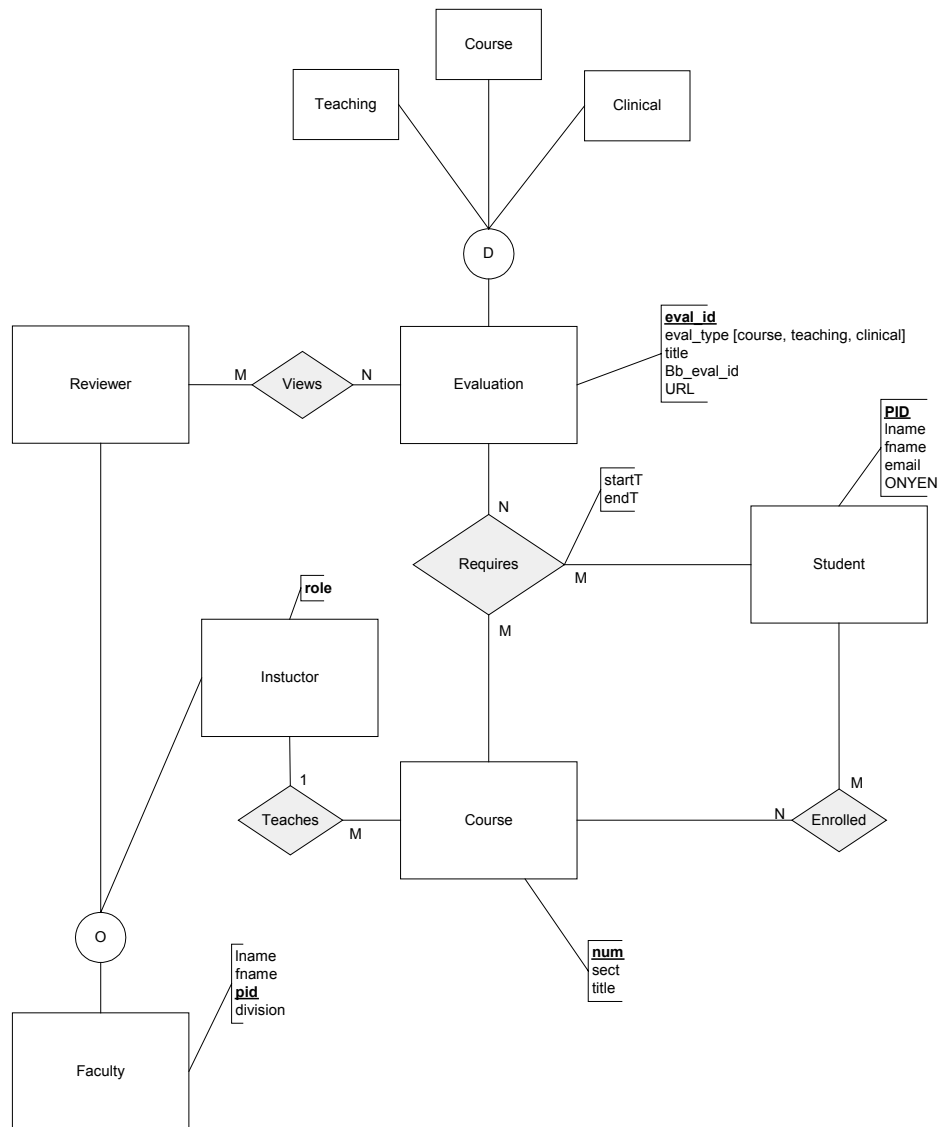 Course
Teaching
Clinical
D
eval_id
eval_type [course, teaching, clinical]
title
Bb_eval_id
URL
Reviewer
M
Views
N
Evaluation
PID
lname
fname
email
ONYEN
startT
endT
N
Requires
M
Student
M
role
Instuctor
1
Teaches
M
Course
N
M
Enrolled
O
num
sect
title
lname
fname
pid
division
Faculty